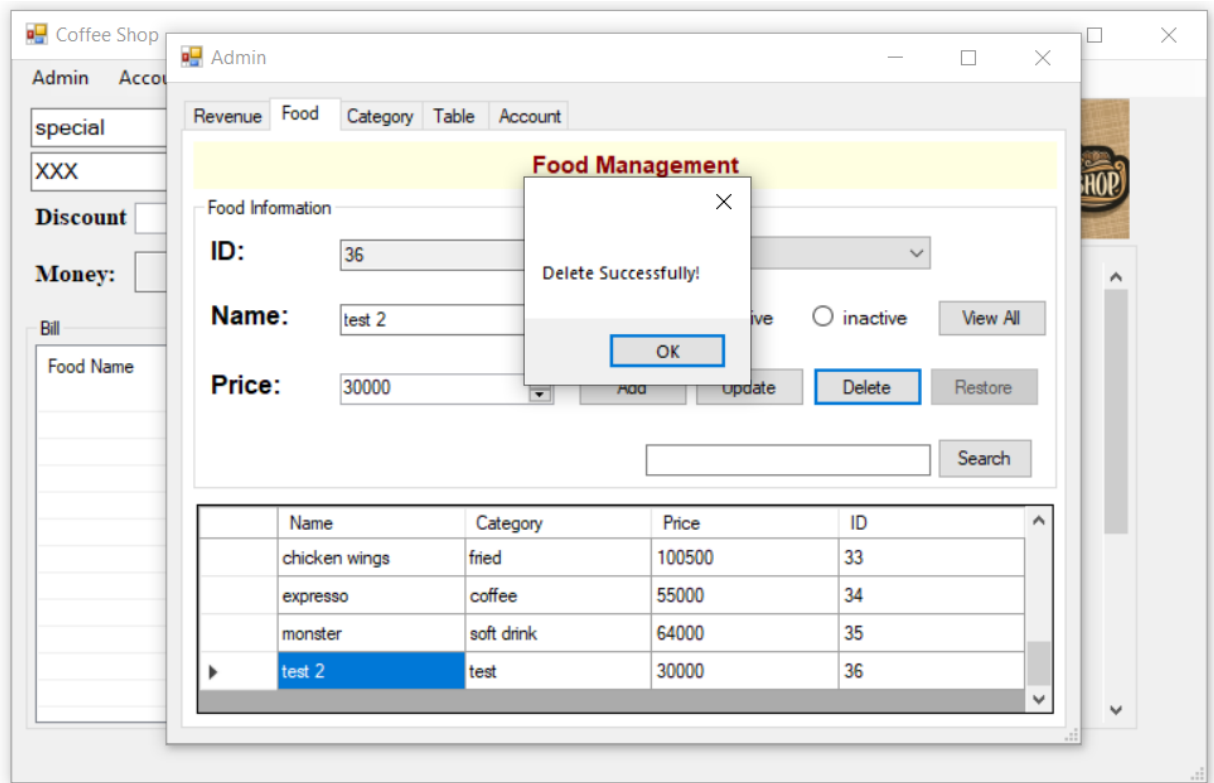 Coffee Shop
Admin
Admin
Revenue Food Category Table Account
special
Food Management
XXX
SHOP
Food Information
Discount
ID: 36
Delete Successfully!
Money:
Name: test 2 inactive View All
Bill
OK
Food Name
Price: 30000 Add Update Delete Restore
Search
Name Category Price ID
chicken wings fried 100500 33
expresso coffee 55000 34
monster soft drink 64000 35
test 2 test 30000 36